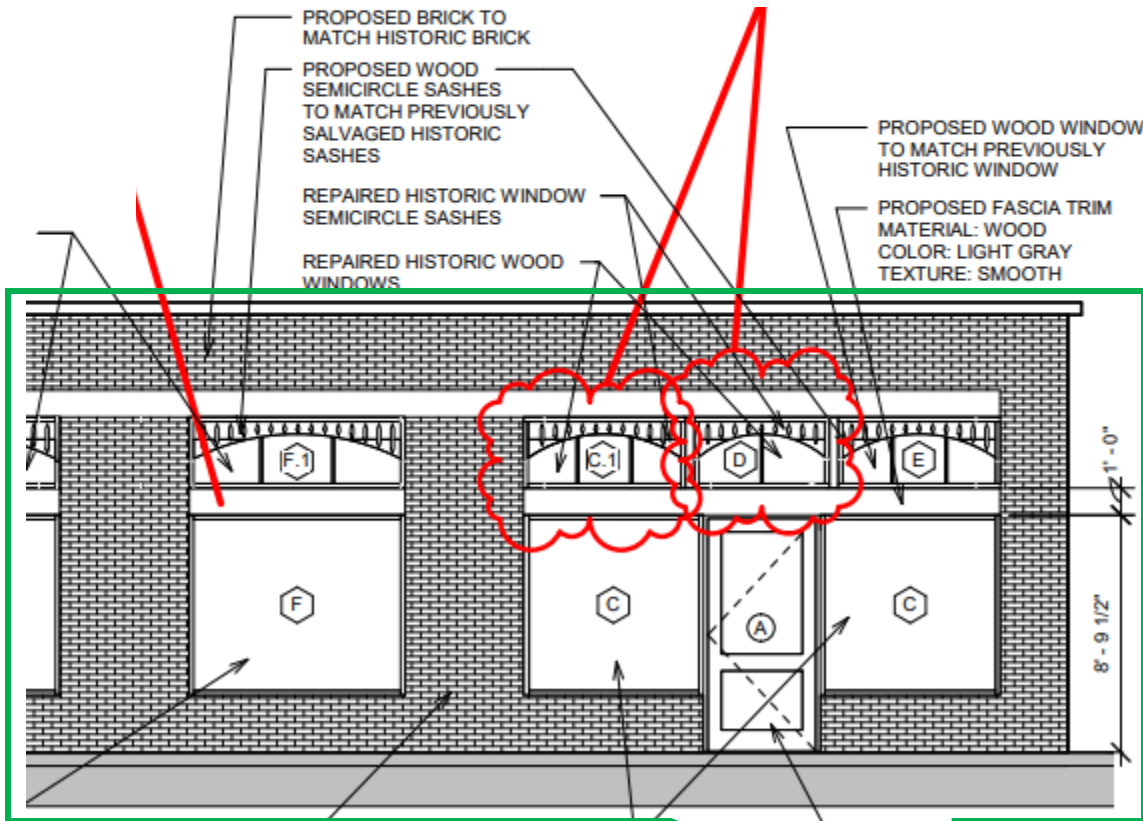 PROPOSED BRICK TO
MATCH HISTORIC BRICK
PROPOSED WOOD
SEMICIRCLE SASHES
TO MATCH PREVIOUSLY
SALVAGED HISTORIC
SASHES
REPAIRED HISTORIC WINDOW
SEMICIRCLE SASHES
REPAIRED HISTORIC WOOD
WINDOWS
PROPOSED WOOD WINDOW
TO MATCH PREVIOUSLY
HISTORIC WINDOW
PROPOSED FASCIA TRIM
MATERIAL: WOOD
COLOR: LIGHT GRAY
TEXTURE: SMOOTH
F.1
C.1
D
E
1' -0"
F
C
A
C
8' - 9 1/2"